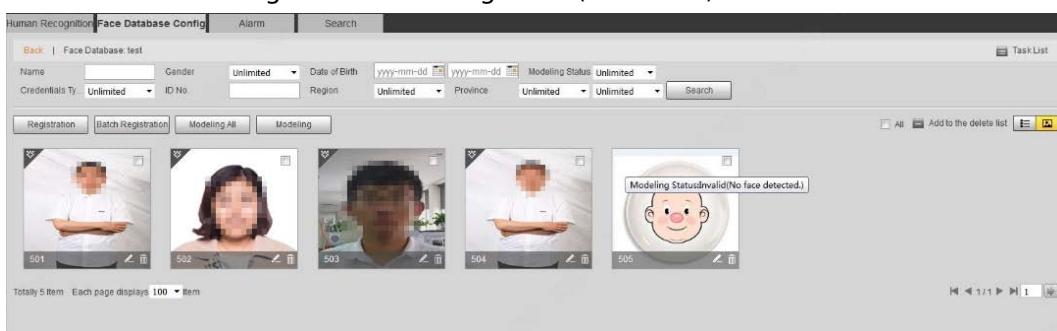 Human Recognition Face Database Config Alarm Search
Back | Face Database: test Task List
Name Gender Unlimited Date of Birth yyyy-mm-dd yyyy-mm-dd Modeling Status Unlimited
Credentials Ty... Unlimited ID No. Region Unlimited Province Unlimited Unlimited Search
Registration Batch Registration Modeling All Modeling All Add to the delete list
Modeling Status:Invalid(No face detected.)
501 502 503 504 505
Totally 5 Item Each page displays 100 Item 1/1 1